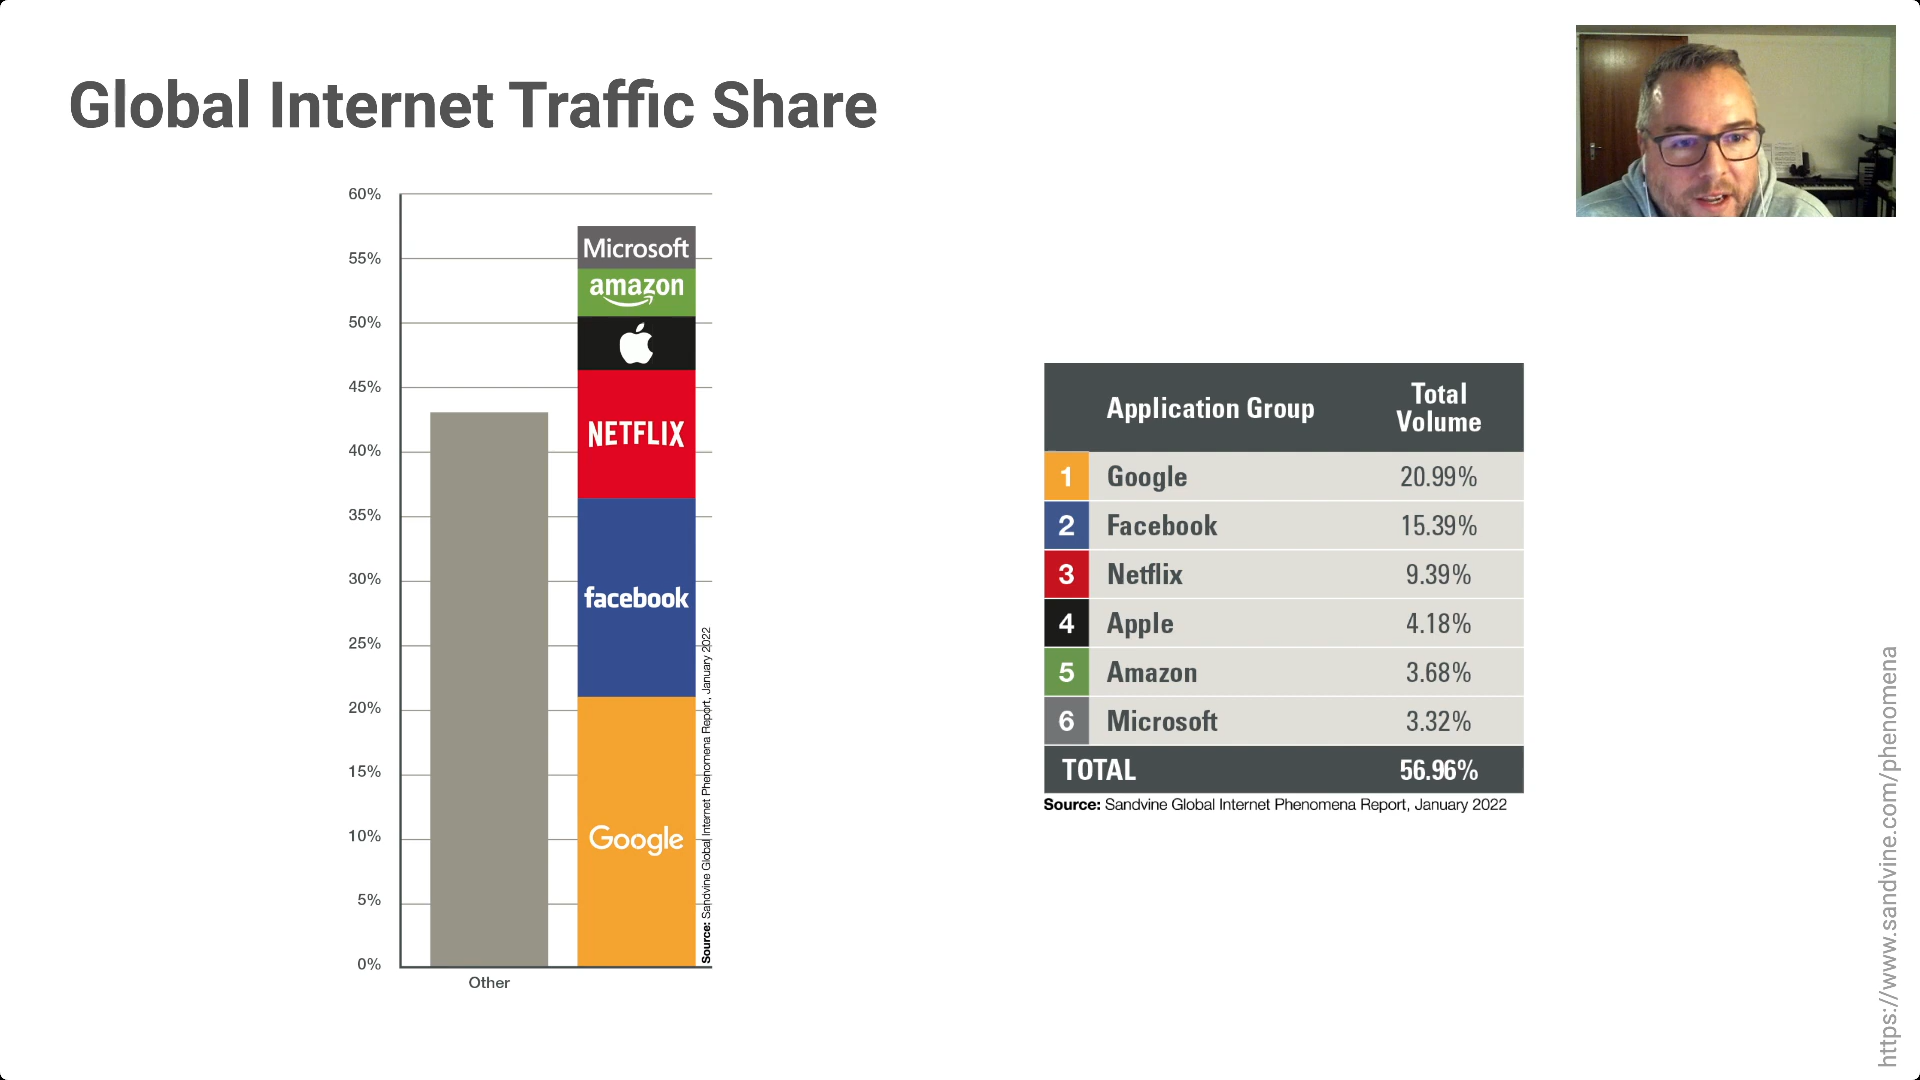 Global Internet Traffic Share
60%
55%
50%
45%
40%
35%
30%
25%
20%
15%
10%
5%
0%
Other
Microsoft
amazon
NETFLIX
facebook
Google
Source: Sandvine Global Internet Phenomena Report, January 2022
Application Group Total Volume
1 Google 20.99%
2 Facebook 15.39%
3 Netflix 9.39%
4 Apple 4.18%
5 Amazon 3.68%
6 Microsoft 3.32%
TOTAL 56.96%
Source: Sandvine Global Internet Phenomena Report, January 2022
https://www.sandvine.com/phenomena